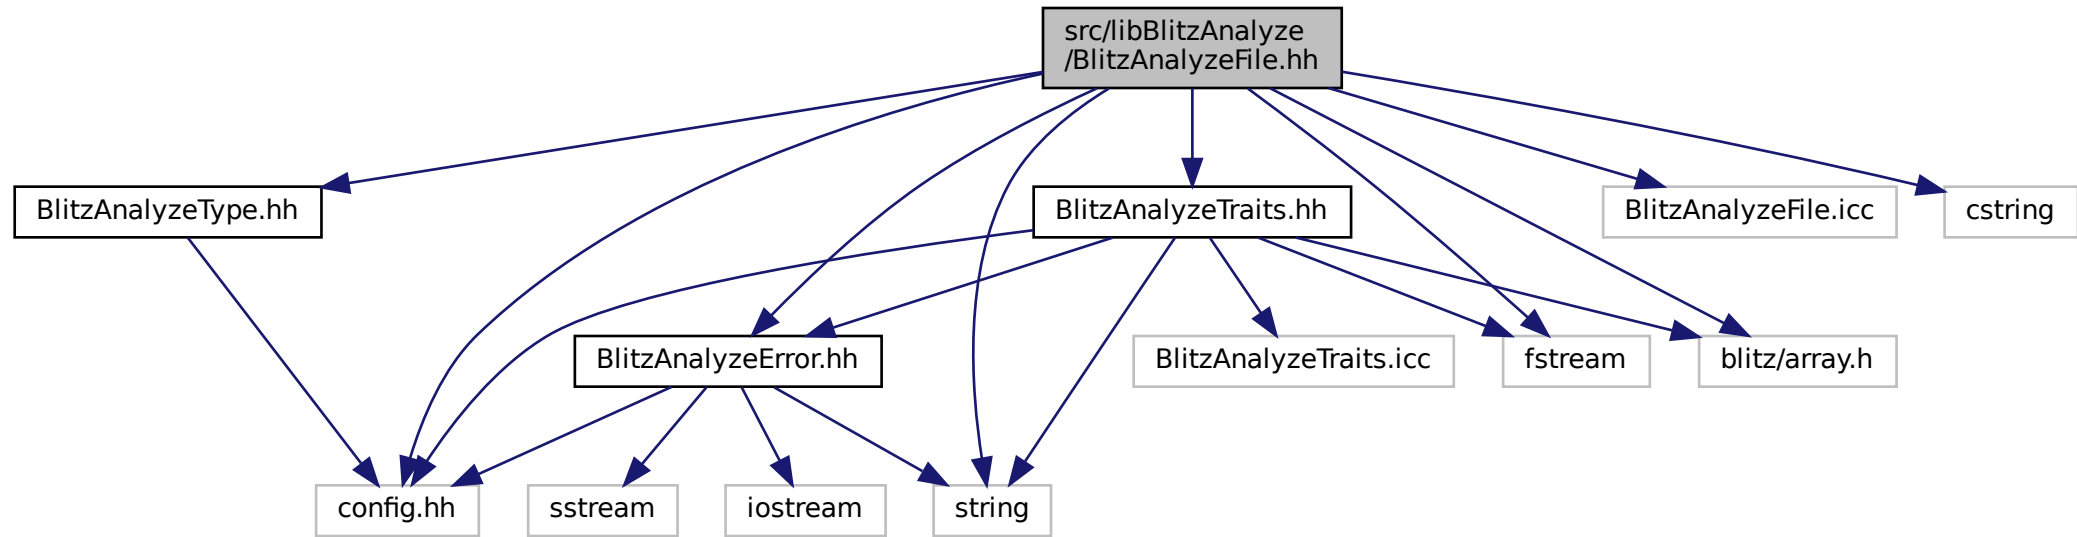 src/libBlitzAnalyze
/BlitzAnalyzeFile.hh
BlitzAnalyzeType.hh
BlitzAnalyzeTraits.hh
BlitzAnalyzeFile.icc
cstring
BlitzAnalyzeError.hh
BlitzAnalyzeTraits.icc
fstream
blitz/array.h
config.hh
sstream
iostream
string